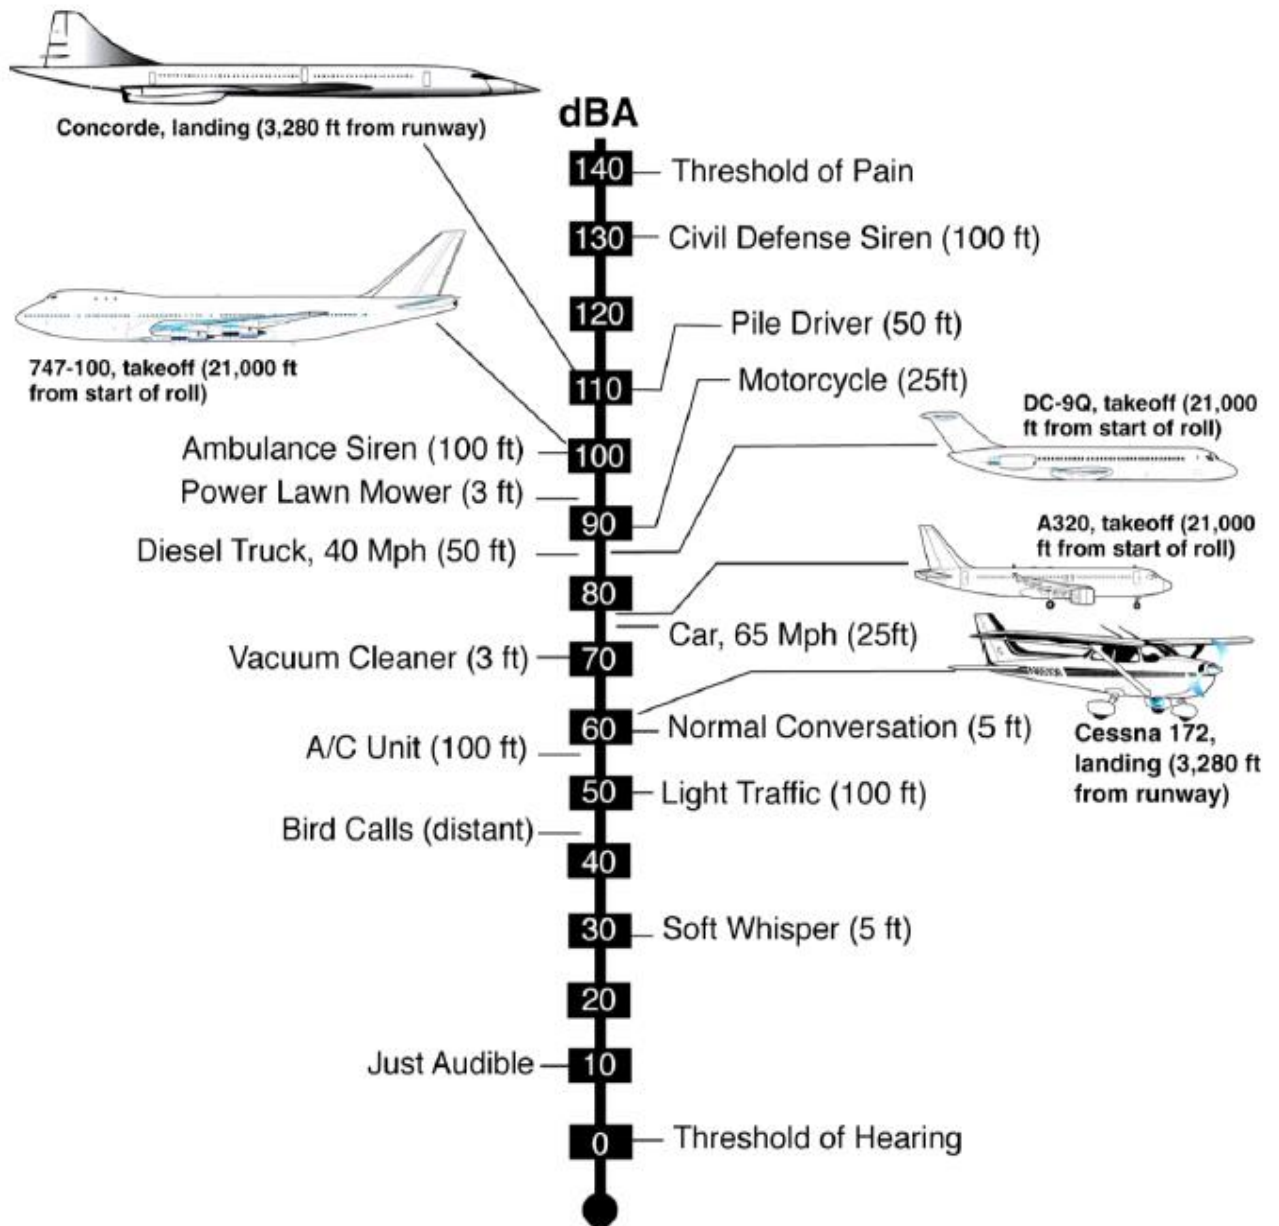 Concorde, landing (3,280 ft from runway)
dBA
140
Threshold of Pain
130
Civil Defense Siren (100 ft)
120
Pile Driver (50 ft)
747-100, takeoff (21,000 ft
from start of roll)
110
Motorcycle (25ft)
DC-9Q, takeoff (21,000
ft from start of roll)
Ambulance Siren (100 ft)
100
Power Lawn Mower (3 ft)
90
A320, takeoff (21,000
ft from start of roll)
Diesel Truck, 40 Mph (50 ft)
80
Car, 65 Mph (25ft)
Vacuum Cleaner (3 ft)
70
60
Normal Conversation (5 ft)
Cessna 172,
landing (3,280 ft
from runway)
A/C Unit (100 ft)
50
Light Traffic (100 ft)
Bird Calls (distant)
40
30
Soft Whisper (5 ft)
20
Just Audible
10
0
Threshold of Hearing